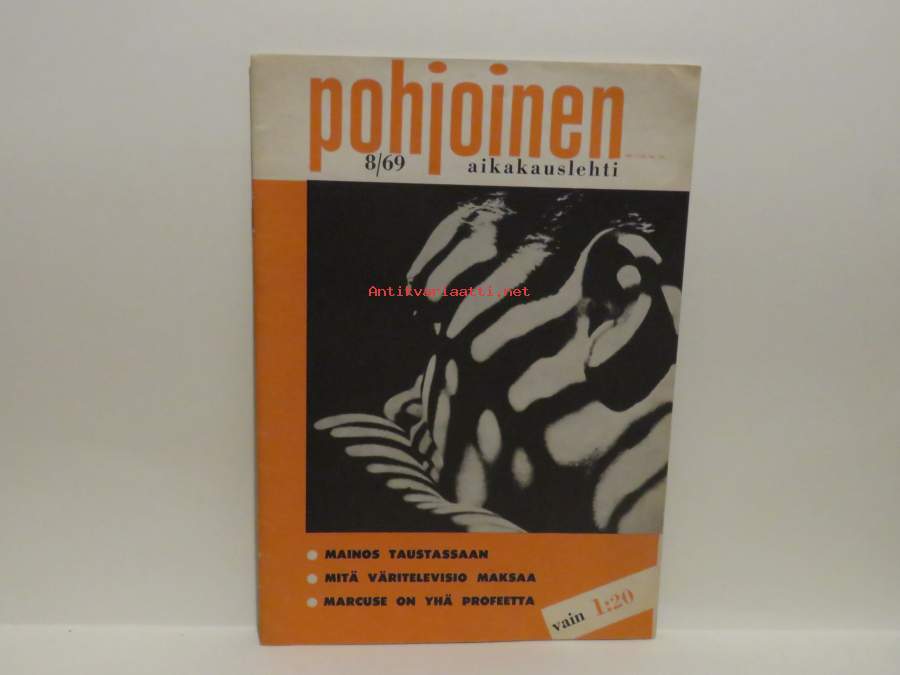 pohjoinen
8/69 aikakauslehti
Antikvariaatti.net
MAINOS TAUSTASSAAN
MITÄ VÄRITELEVISIO MAKSAA
MARCUSE ON YHÄ PROFEETTA
vain 1:20